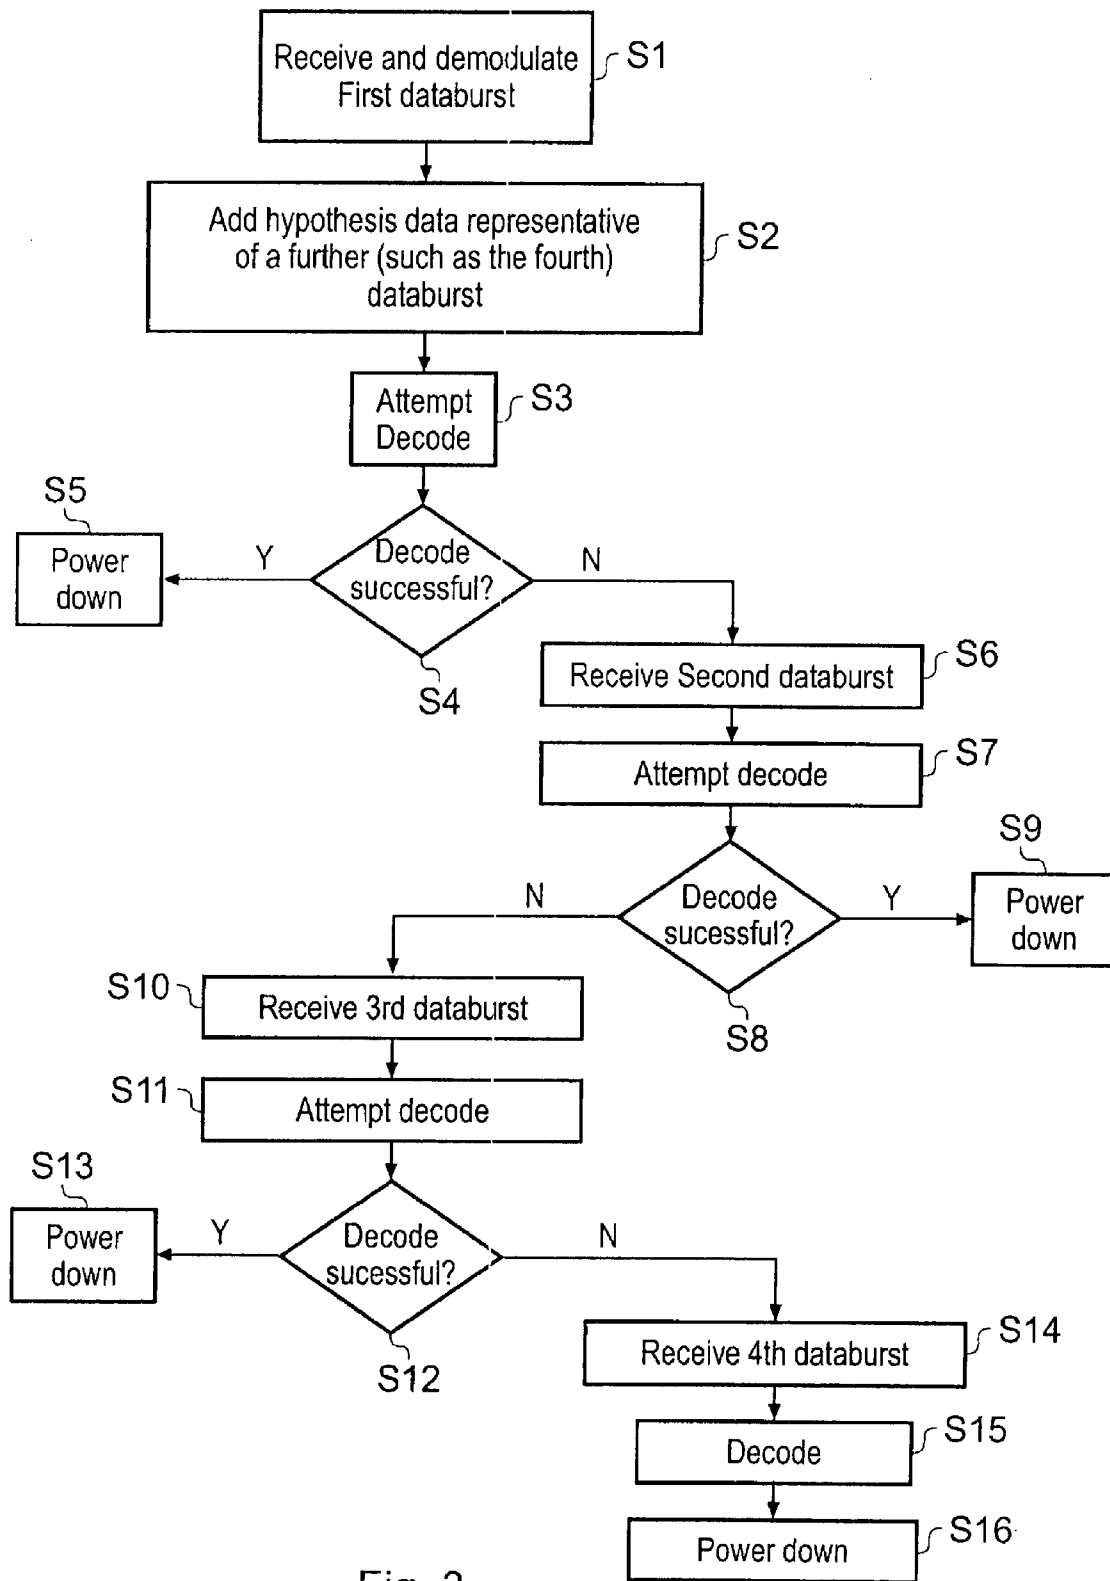 Receive and demodulate
First databurst
S1
Add hypothesis data representative
of a further (such as the fourth)
databurst
S2
Attempt
Decode
S3
S5
Power
down
Y
Decode
successful?
N
S4
Receive Second databurst
S6
Attempt decode
S7
N
Decode
sucessful?
Y
S9
Power
down
S8
S10
Receive 3rd databurst
S11
Attempt decode
S13
Power
down
Y
Decode
sucessful?
N
S12
Receive 4th databurst
S14
Decode
S15
Power down
S16
Fig.